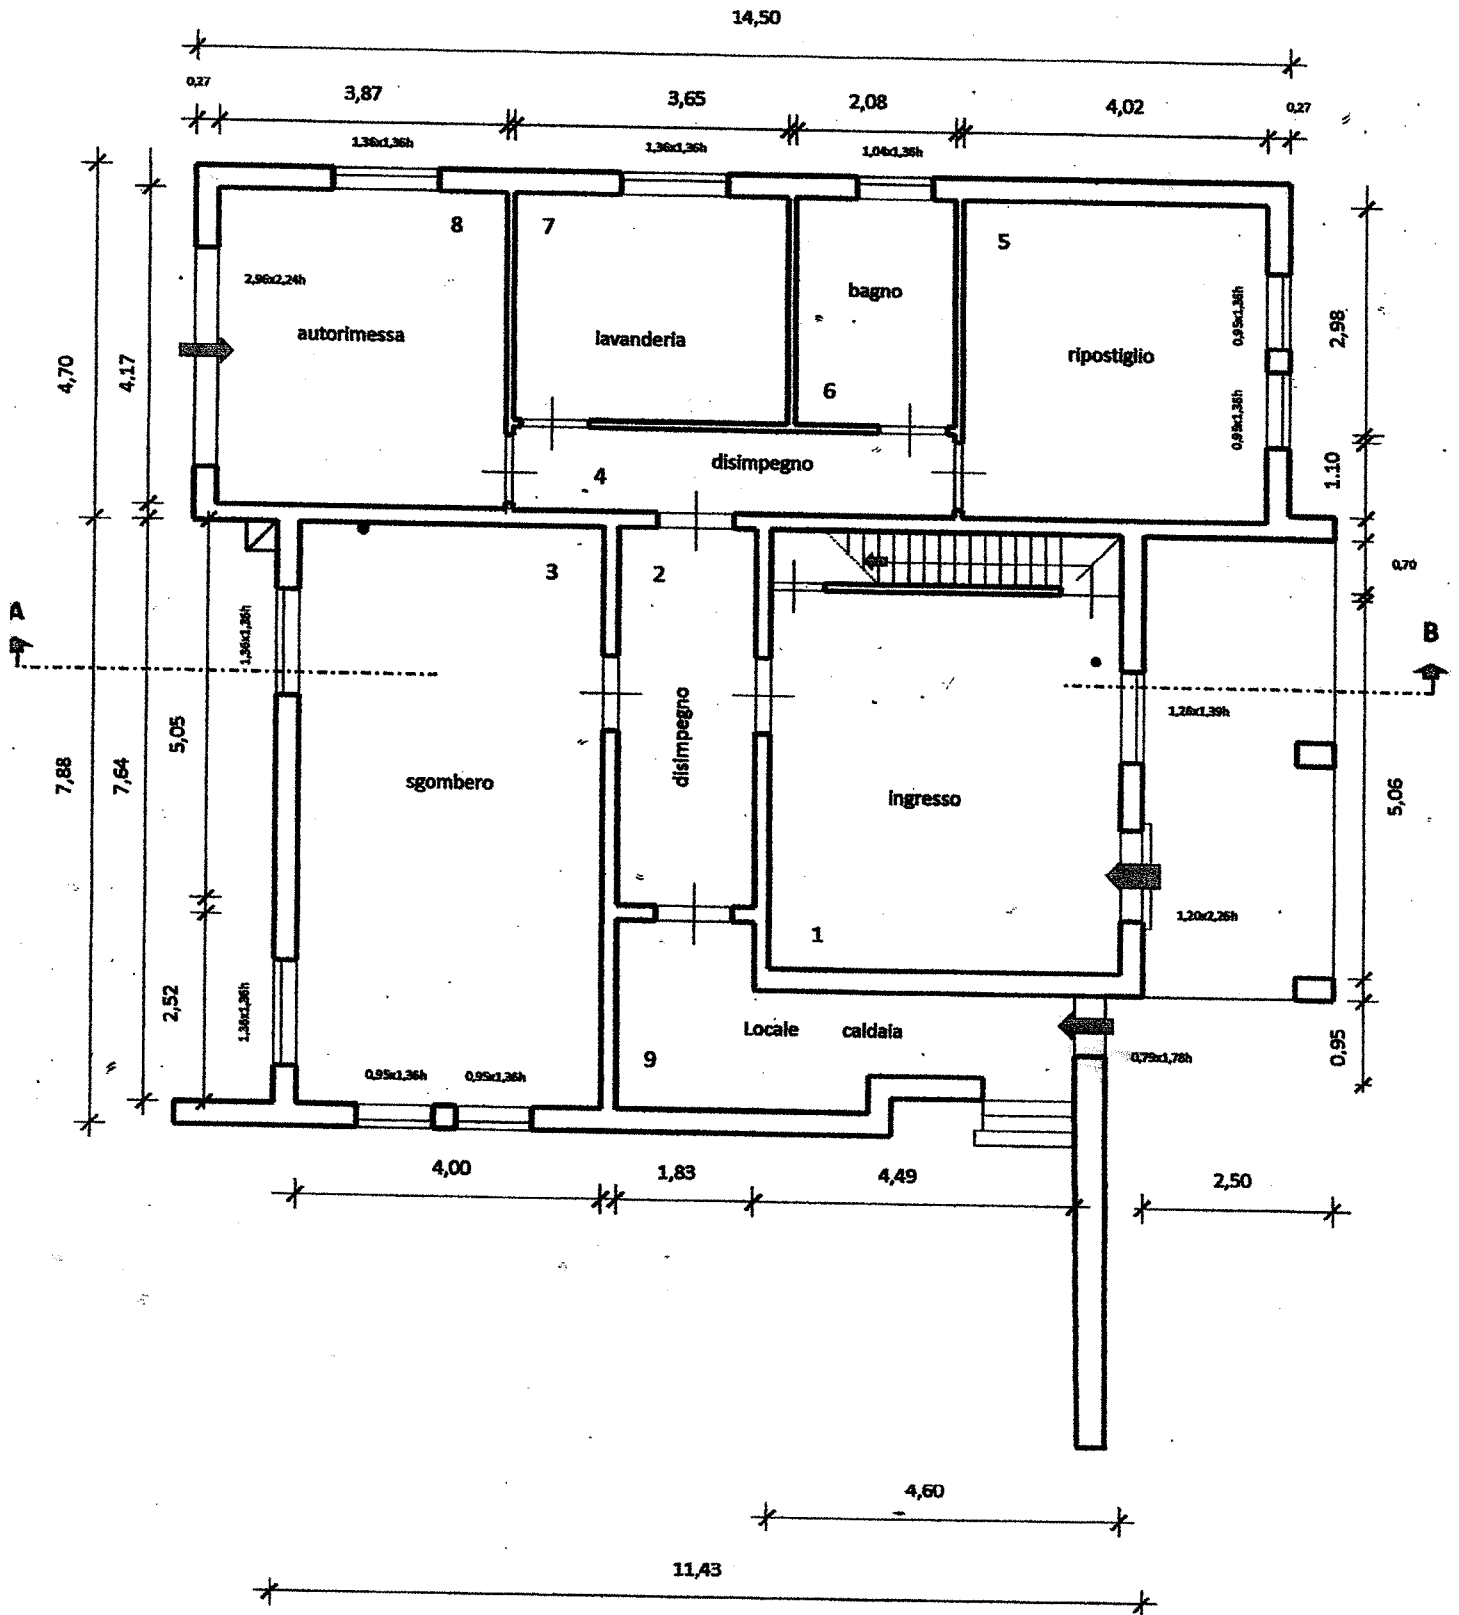 14,50
0,27
3,87
3,65
2,08
4,02
0,27
1,36x1,36h
1,36x1,36h
1,04x1,36h
8
7
5
2,96x2,24h
bagno
0,95x1,36h
2,98
autorimessa
lavanderia
ripostiglio
4,70
4,17
6
0,95x1,36h
disimpegno
4
1.10
3
2
0,70
A
1,36x1,36h
B
1,28x1,39h
5,05
disimpegno
7,88
7,64
sgombero
ingresso
5,06
1,20x2,26h
1
2,52
1,36x1,36h
Locale caldaia
0,95
9
0,79x1,78h
0,95x1,36h
0,95x1,36h
4,00
1,83
4,49
2,50
4,60
11,43